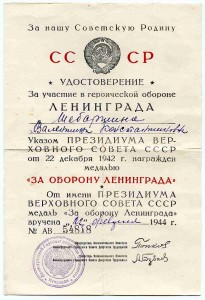 За нашу Советскую Родину
СС СР
УДОСТОВЕРЕНИЕ
За участие в героической обороне
ЛЕНИНГРАДА
Валентина Константиновна
Указом ПРЕЗИДИУМА ВЕР-
ХОВНОГО СОВЕТА СССР
от 22 декабря 1942 г. награжден
медалью
«ЗА ОБОРОНУ ЛЕНИНГРАДА»
От имени ПРЕЗИДИУМА
ВЕРХОВНОГО СОВЕТА СССР
медаль «За оборону Ленинграда»
вручена 1944 г.
№ АВ 54818